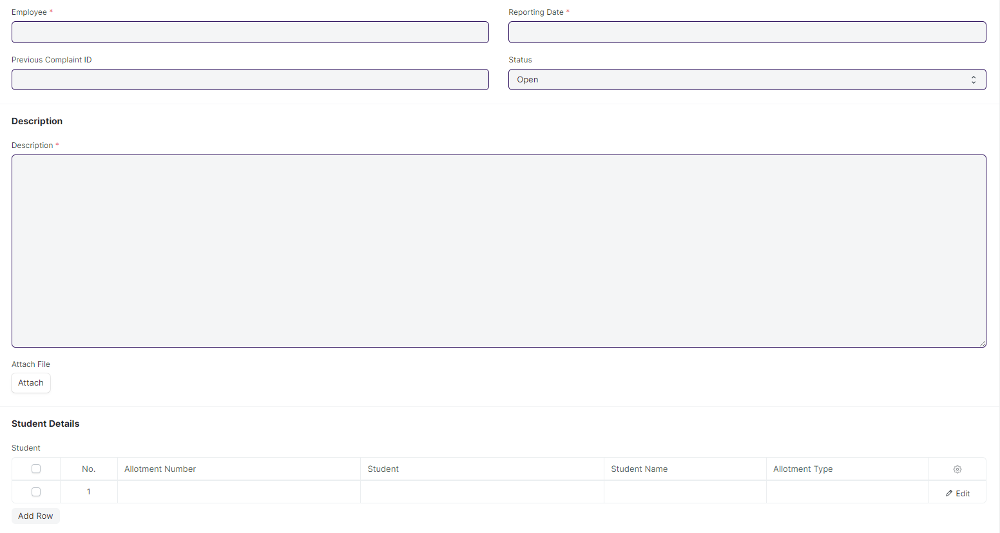 Employee *
Reporting Date *
Previous Complaint ID
Status
Open
Description
Description *
Attach File
Attach
Student Details
Student
No. Allotment Number Student Student Name Allotment Type
1 Edit
Add Row